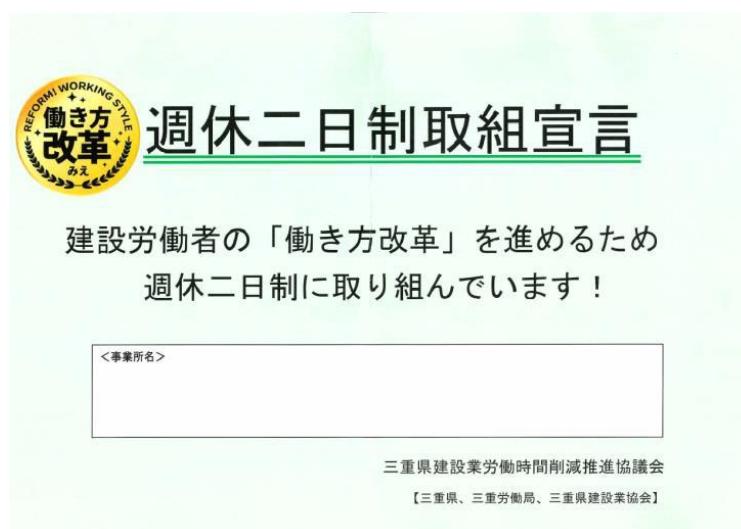 REFORM! WORKING STYLE
働き方
改革
みえ
週休二日制取組宣言
建設労働者の「働き方改革」を進めるため
週休二日制に取り組んでいます!
<事業所名>
三重県建設業労働時間削減推進協議会
【三重県、三重労働局、三重県建設業協会】